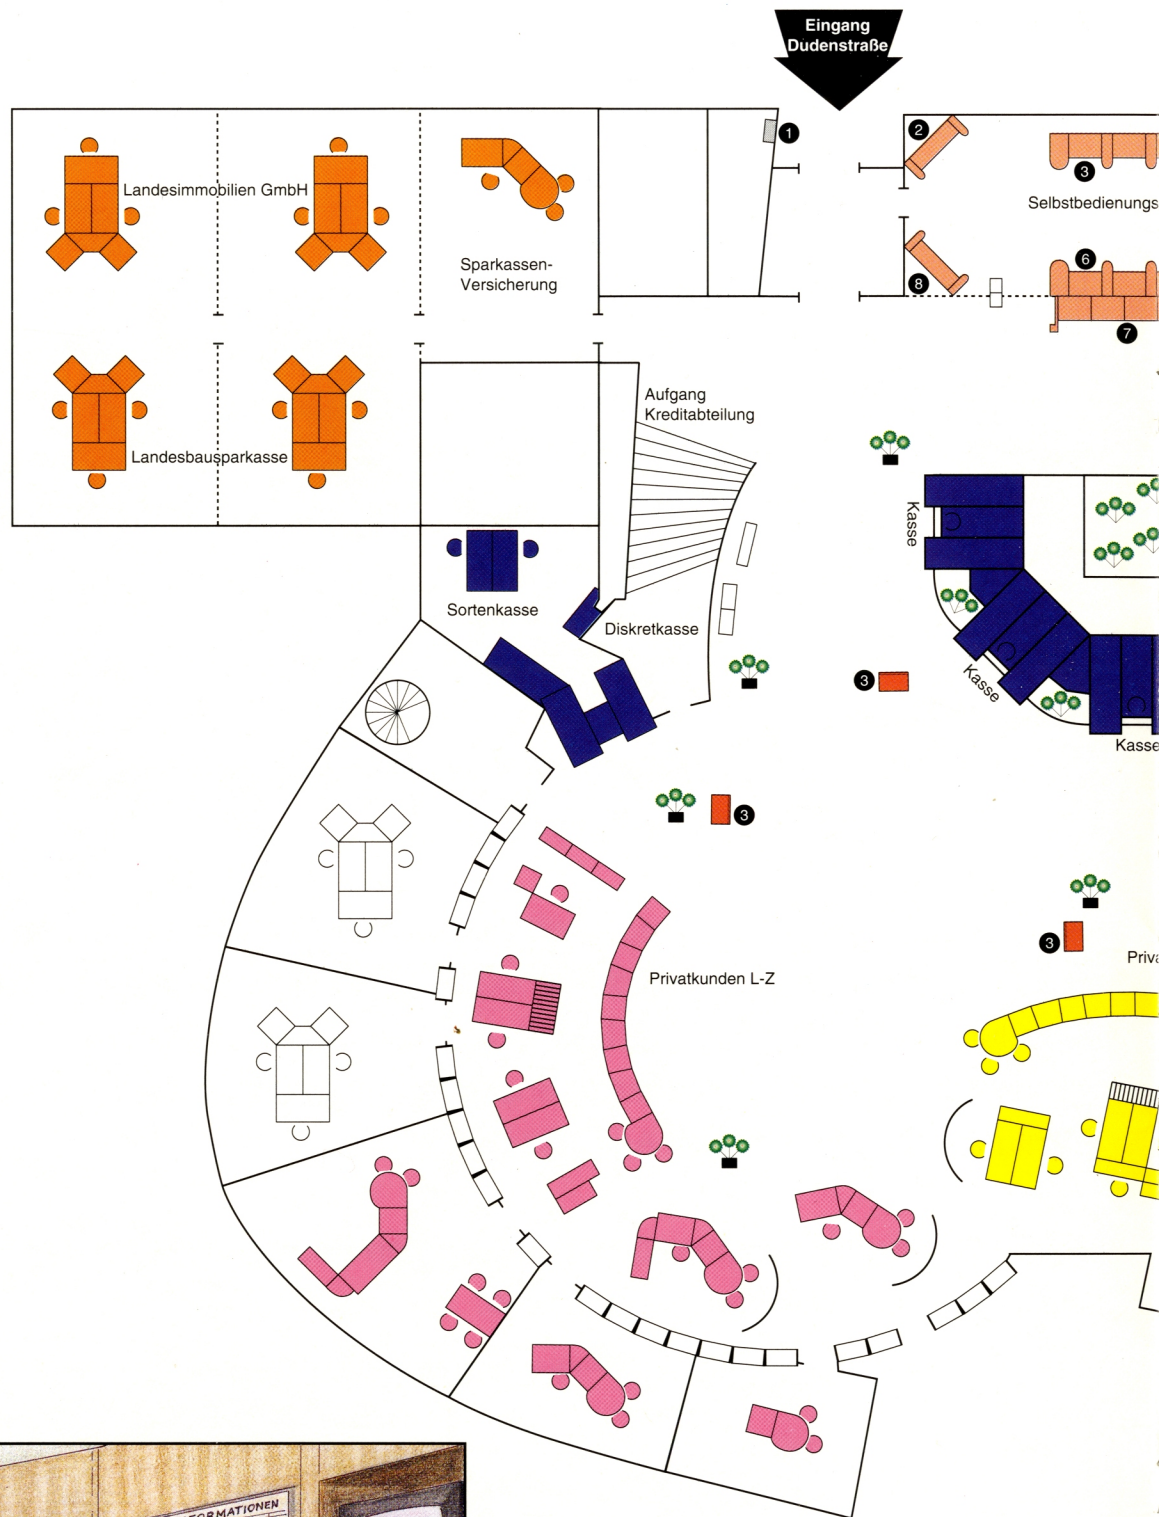 Eingang
Dudenstraße
1
2
3
Landesimmobilien GmbH
Selbstbedienungs
Sparkassen-
Versicherung
6
8
7
Aufgang
Kreditabteilung
Landesbausparkasse
Kasse
Sortenkasse
Diskretkasse
3
Kasse
Kasse
3
3
Privatkunden L-Z
Priva
FORMATIONEN